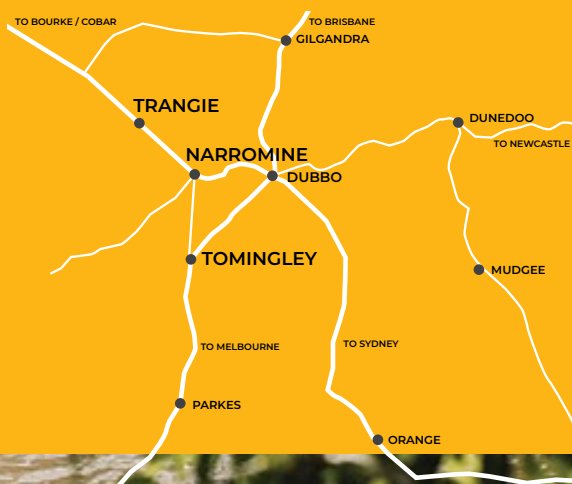 TO BOURKE / COBAR
TO BRISBANE
GILGANDRA
TRANGIE
DUNEDOO
TO NEWCASTLE
NARROMINE
DUBBO
TOMINGLEY
MUDGEE
TO MELBOURNE
TO SYDNEY
PARKES
ORANGE